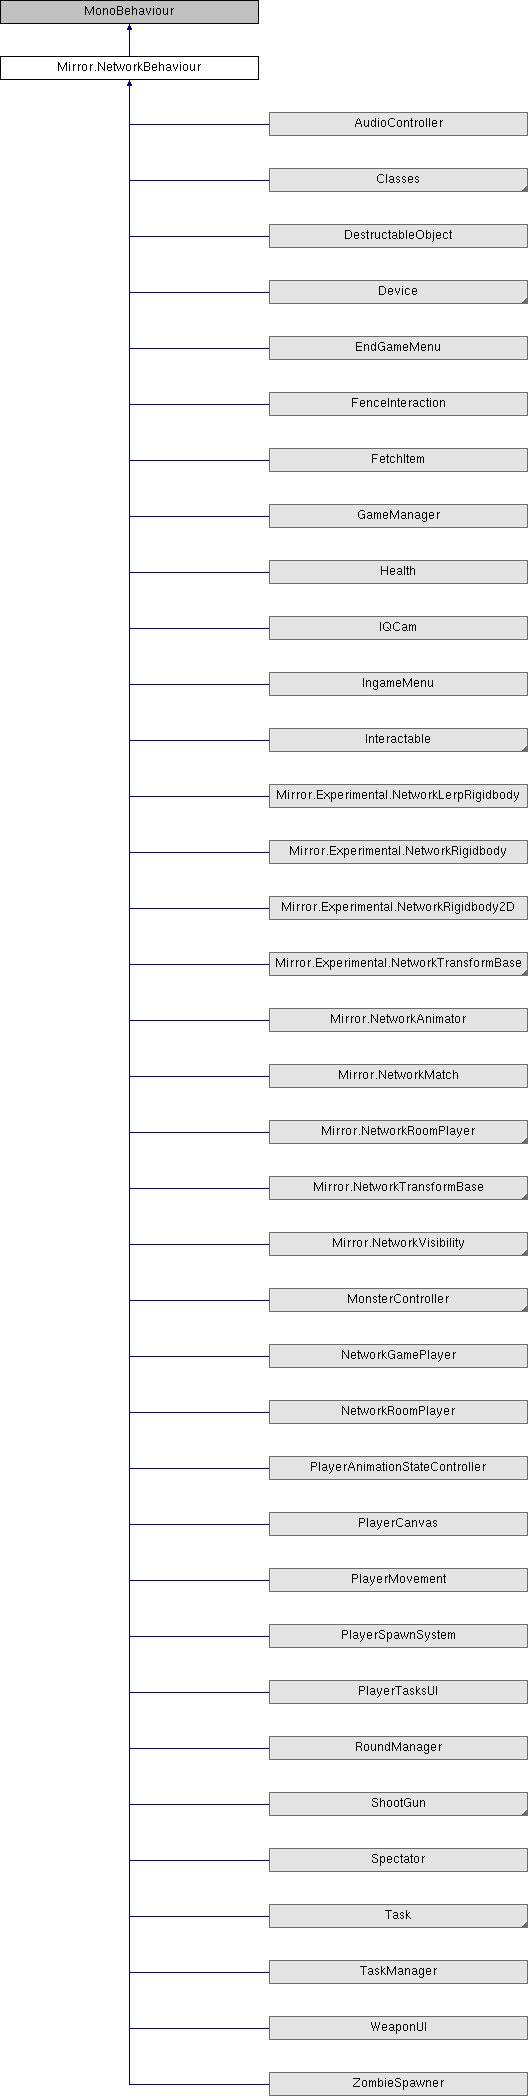 MonoBehaviour
Mirror.NetworkBehaviour
AudioController
Classes
DestructableObject
Device
EndGameMenu
FenceInteraction
FetchItem
GameManager
Health
IQCam
IngameMenu
Interactable
Mirror.Experimental.NetworkLerpRigidbody
Mirror.Experimental.NetworkRigidbody
Mirror.Experimental.NetworkRigidbody2D
Mirror.Experimental.NetworkTransformBase
Mirror.NetworkAnimator
Mirror.NetworkMatch
Mirror.NetworkRoomPlayer
Mirror.NetworkTransformBase
Mirror.NetworkVisibility
MonsterController
NetworkGamePlayer
NetworkRoomPlayer
PlayerAnimationStateController
PlayerCanvas
PlayerMovement
PlayerSpawnSystem
PlayerTasksUI
RoundManager
ShootGun
Spectator
Task
TaskManager
WeaponUI
ZombieSpawner